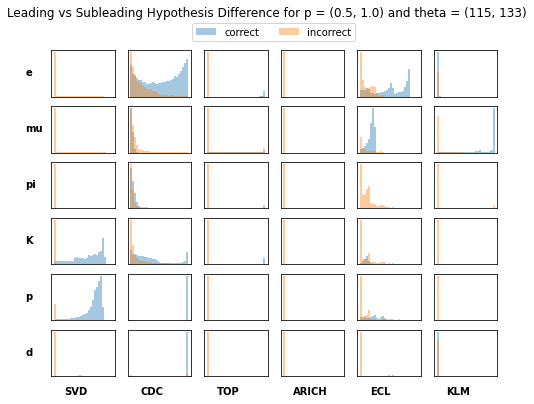 Leading vs Subleading Hypothesis Difference for p = (0.5, 1.0) and theta = (115, 133)
correct incorrect
e
mu
pi
K
p
d
SVD CDC TOP ARICH ECL KLM